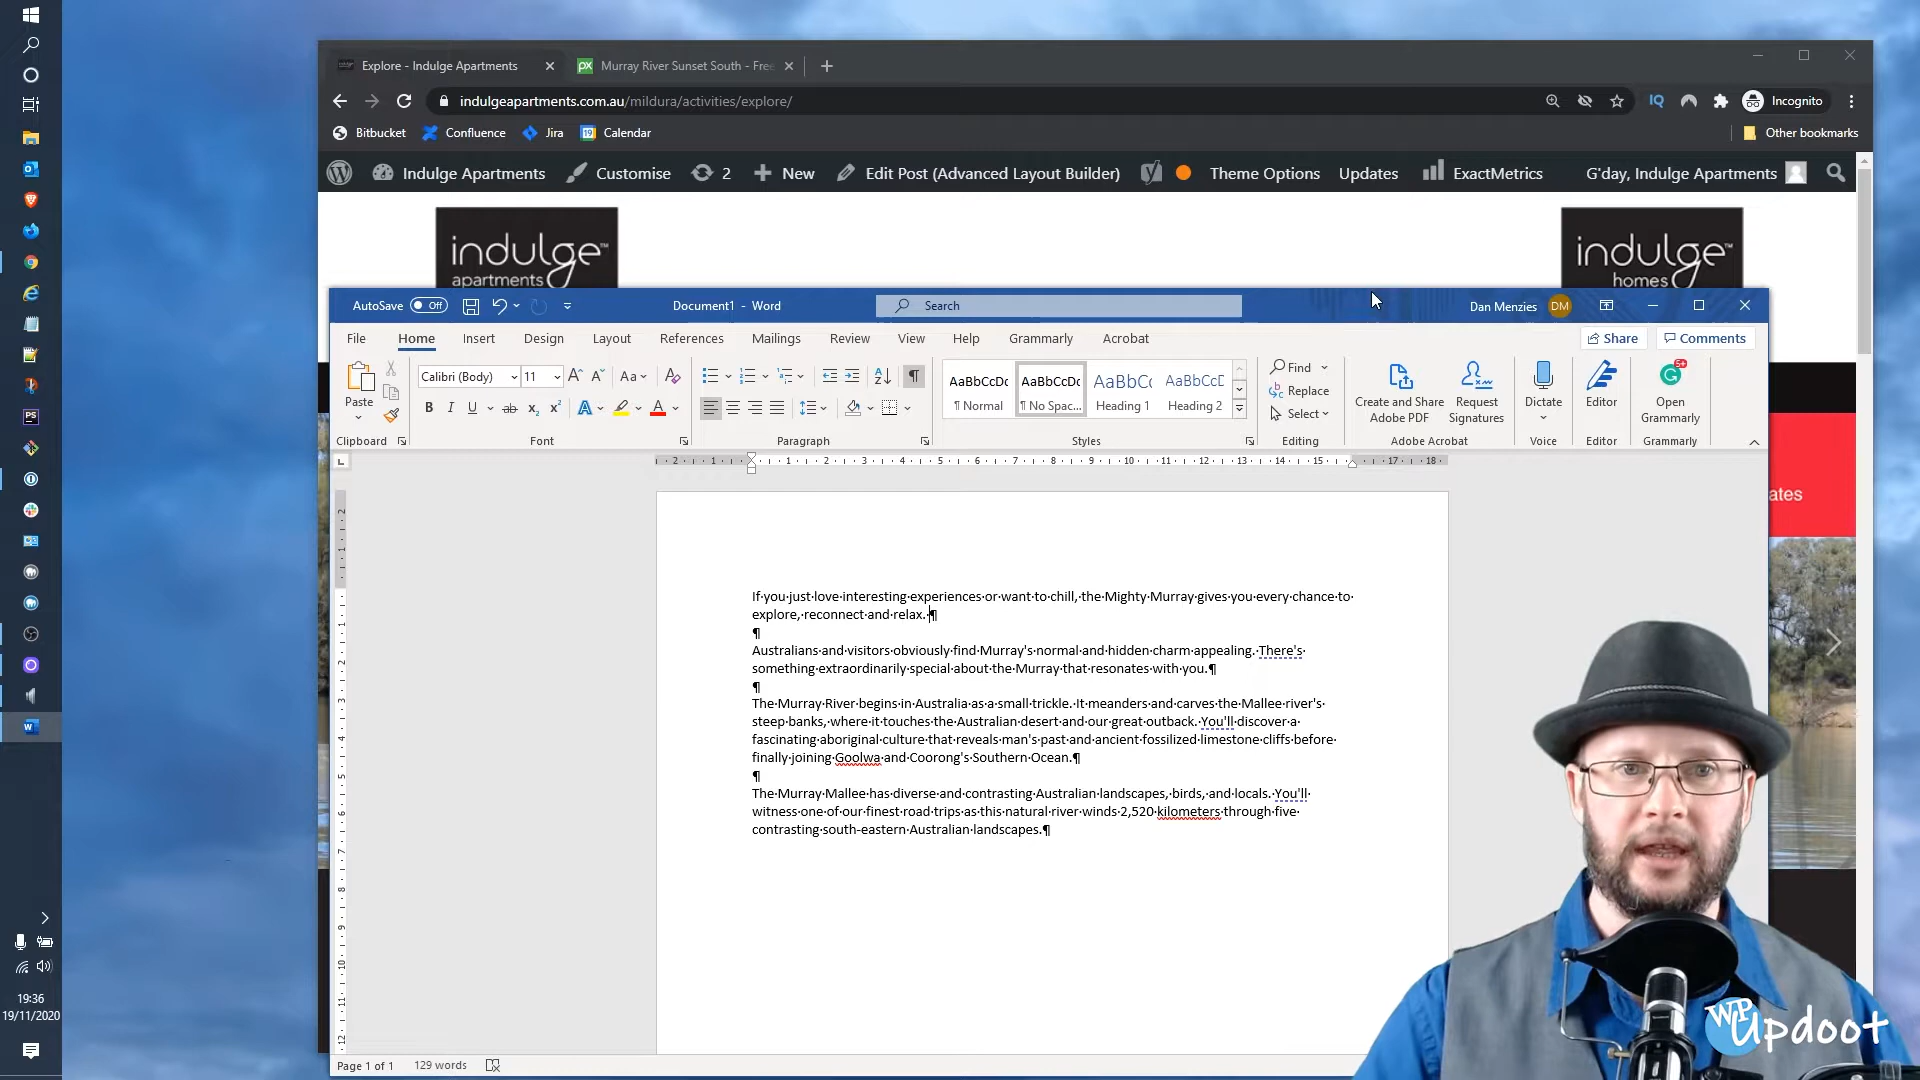 Explore - Indulge Apartments
Murray River Sunset South - Free
indulgeapartments.com.au/mildura/activities/explore/
Incognito
Bitbucket
Confluence
Jira
Calendar
Other bookmarks
Indulge Apartments
Customise
2
New
Edit Post (Advanced Layout Builder)
Theme Options
Updates
ExactMetrics
G'day, Indulge Apartments
indulge™
apartments
indulge™
homes
AutoSave Off
Document1 - Word
Search
Dan Menzies
DM
File
Home
Insert
Design
Layout
References
Mailings
Review
View
Help
Grammarly
Acrobat
Share
Comments
Paste
Calibri (Body)
11
AaBbCcDc
¶ Normal
AaBbCcDc
¶ No Spac...
AaBbCc
Heading 1
AaBbCcD
Heading 2
Find
Replace
Select
Create and Share
Adobe PDF
Request
Signatures
Dictate
Editor
Open
Grammarly
Clipboard
Font
Paragraph
Styles
Editing
Adobe Acrobat
Voice
Editor
Grammarly
ates
If you just love interesting experiences or want to chill, the Mighty Murray gives you every chance to
explore, reconnect and relax. ¶
¶
Australians and visitors obviously find Murray's normal and hidden charm appealing. There's
something extraordinarily special about the Murray that resonates with you.¶
¶
The Murray River begins in Australia as a small trickle. It meanders and carves the Mallee river's
steep banks, where it touches the Australian desert and our great outback. You'll discover a
fascinating aboriginal culture that reveals man's past and ancient fossilized limestone cliffs before
finally joining Goolwa and Coorong's Southern Ocean.¶
¶
The Murray Mallee has diverse and contrasting Australian landscapes, birds, and locals. You'll
witness one of our finest road trips as this natural river winds 2,520 kilometers through five
contrasting south-eastern Australian landscapes.¶
Page 1 of 1
129 words
19:36
19/11/2020
WP Updoot